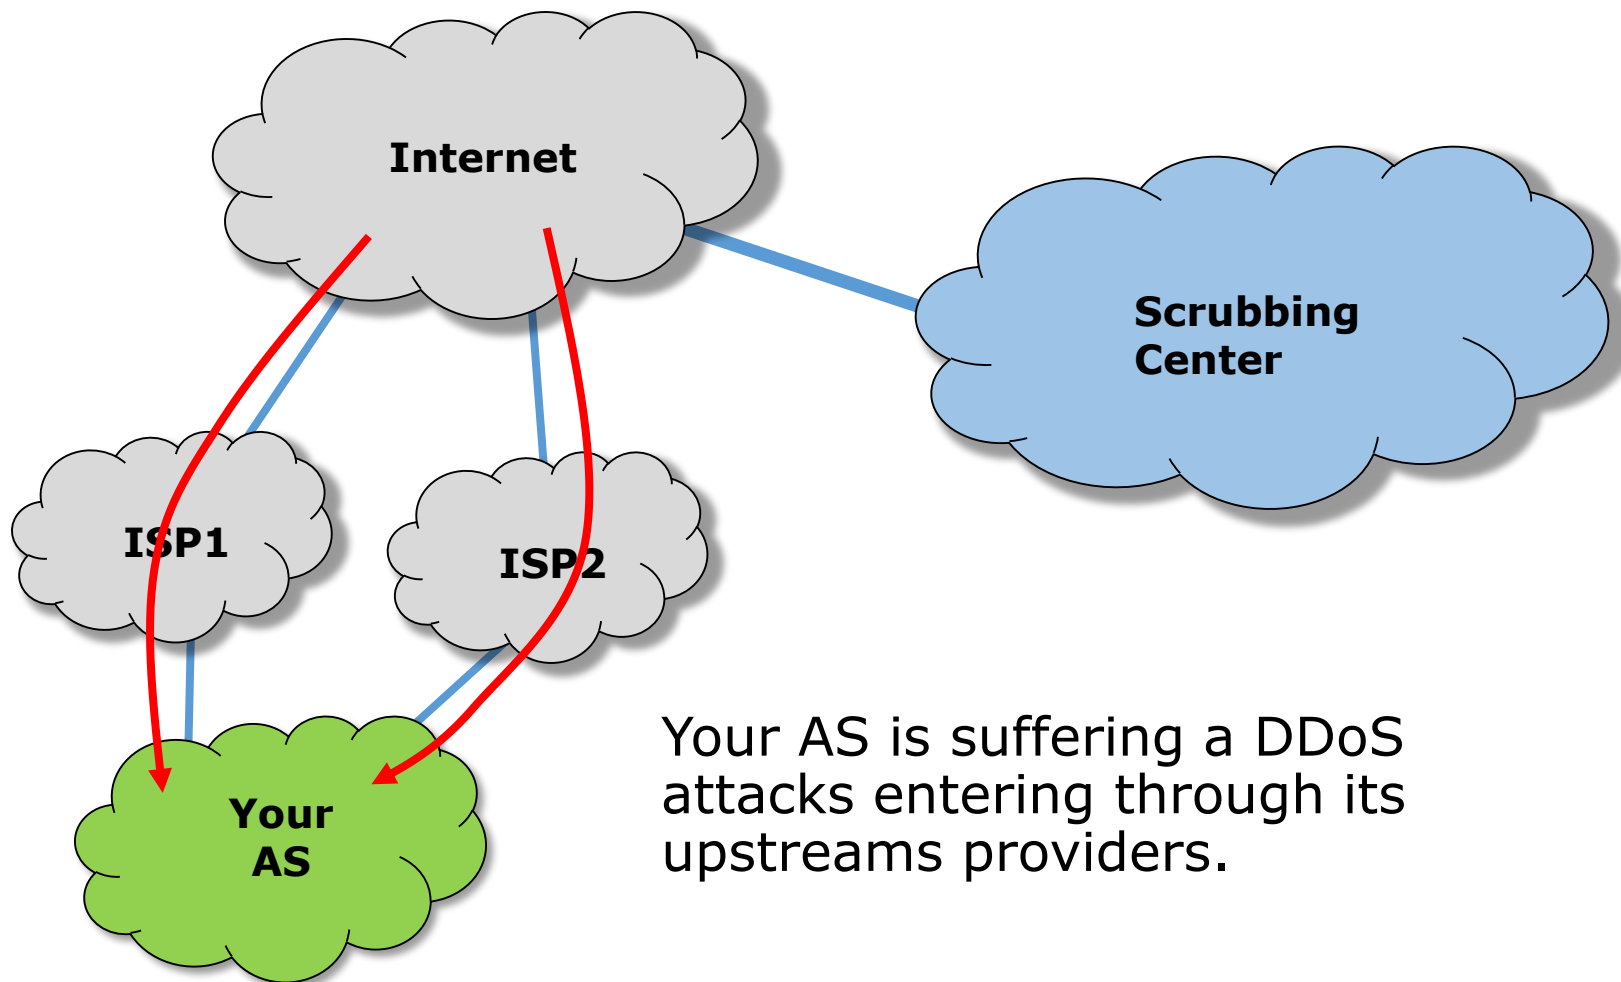 Internet
Scrubbing
Center
ISP1
ISP2
Your
AS
Your AS is suffering a DDoS
attacks entering through its
upstreams providers.